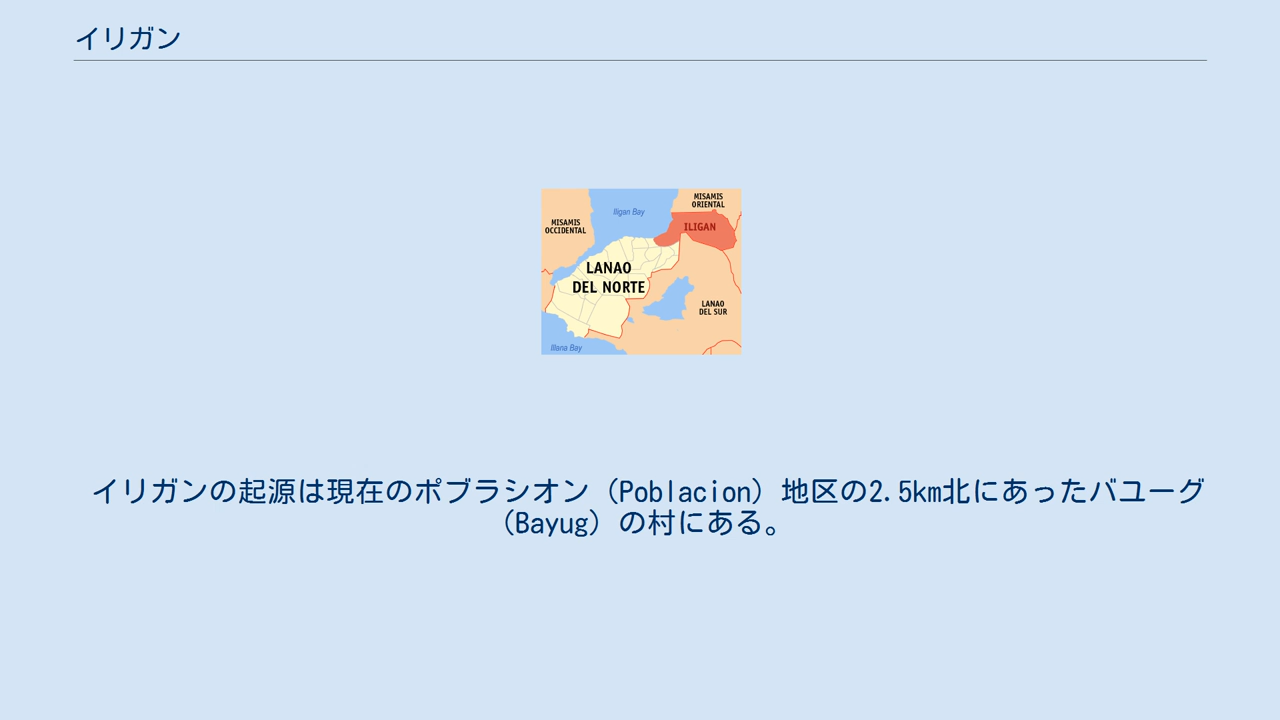 イリガン
MISAMIS
ORIENTAL
Iligan Bay
MISAMIS
OCCIDENTAL
ILIGAN
LANAO
DEL NORTE
LANAO
DEL SUR
Illana Bay
イリガンの起源は現在のポブラシオン（Poblacion）地区の2.5km北にあったバユーグ
（Bayug）の村にある。